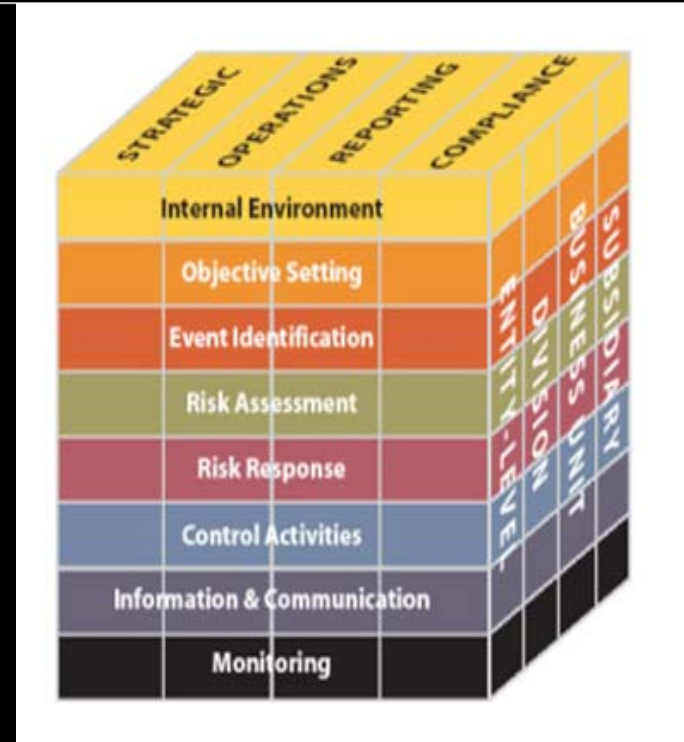 STRATEGIC
OPERATIONS
REPORTING
COMPLIANCE
Internal Environment
Objective Setting
Event Identification
Risk Assessment
Risk Response
Control Activities
Information & Communication
Monitoring
ENTITY-LEVEL
DIVISION
BUSINESS UNIT
SUBSIDIARY